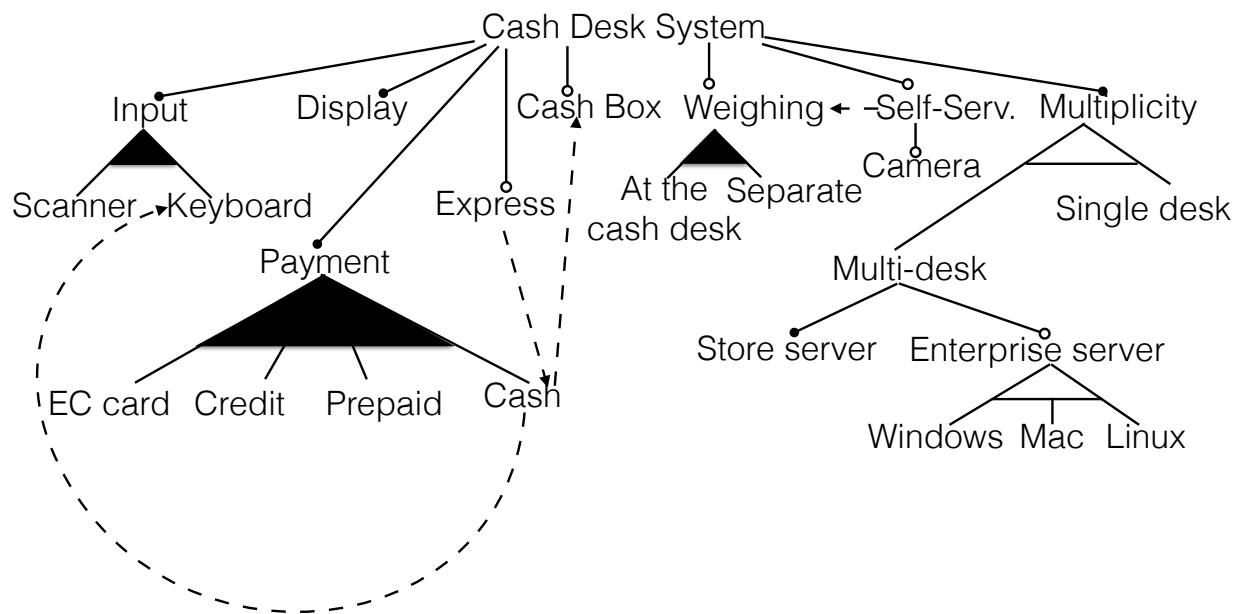 Cash Desk System
Input
Display
Cash Box
Weighing
Self-Serv.
Multiplicity
Camera
Scanner
Keyboard
Express
At the
cash desk
Separate
Single desk
Payment
Multi-desk
Store server
Enterprise server
EC card
Credit
Prepaid
Cash
Windows
Mac
Linux